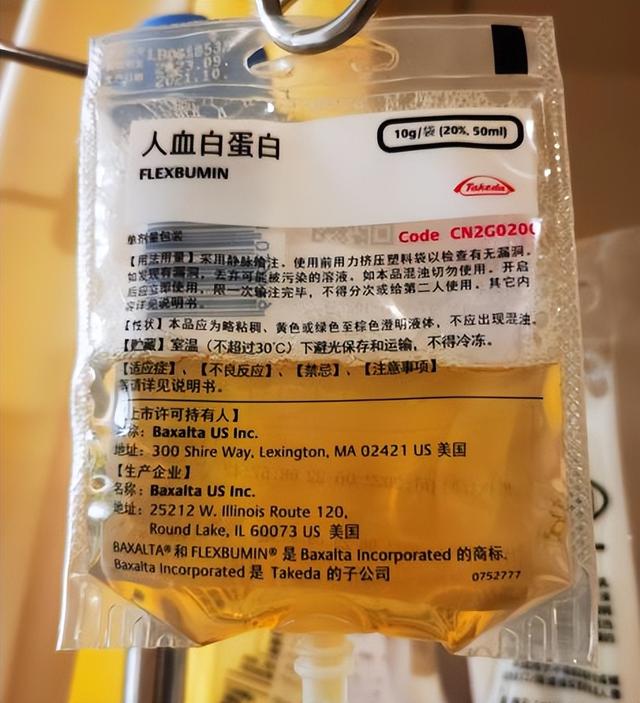 2021.10.
人血白蛋白
FLEXBUMIN
10g/袋 (20%, 50ml)
Takeda
单剂量包装
Code CN2G020
【用法用量】采用静脉输注。使用前用力挤压塑料袋以检查有无漏洞。
如发现有漏洞，丢弃可能被污染的溶液。如本品混浊切勿使用。开启
后应立即使用，限一次输注完毕，不得分次或给第二人使用。其它内
容详见说明书。
【性状】本品应为略粘稠、黄色或绿色至棕色澄明液体，不应出现混浊。
【贮藏】室温（不超过30℃）下避光保存和运输，不得冷冻。
【适应症】、【不良反应】、【禁忌】、【注意事项】
等请详见说明书。
【上市许可持有人】
名称：Baxalta US Inc.
地址：300 Shire Way, Lexington, MA 02421 US 美国
【生产企业】
名称：Baxalta US Inc.
地址：25212 W. Illinois Route 120,
Round Lake, IL 60073 US 美国
BAXALTA® 和 FLEXBUMIN® 是 Baxalta Incorporated 的商标.
Baxalta Incorporated 是 Takeda 的子公司
0752777